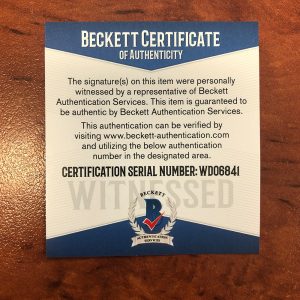 BECKETT CERTIFICATE
OF AUTHENTICITY
The signature(s) on this item were personally
witnessed by a representative of Beckett
Authentication Services. This item is guaranteed to
be authentic by Beckett Authentication Services.
This authentication can be verified by
visiting www.beckett-authentication.com
and utilizing the below authentication
number in the designated area.
CERTIFICATION SERIAL NUMBER: WD06841
WITNESSED
BECKETT
B
AUTHENTICATION
SERVICES